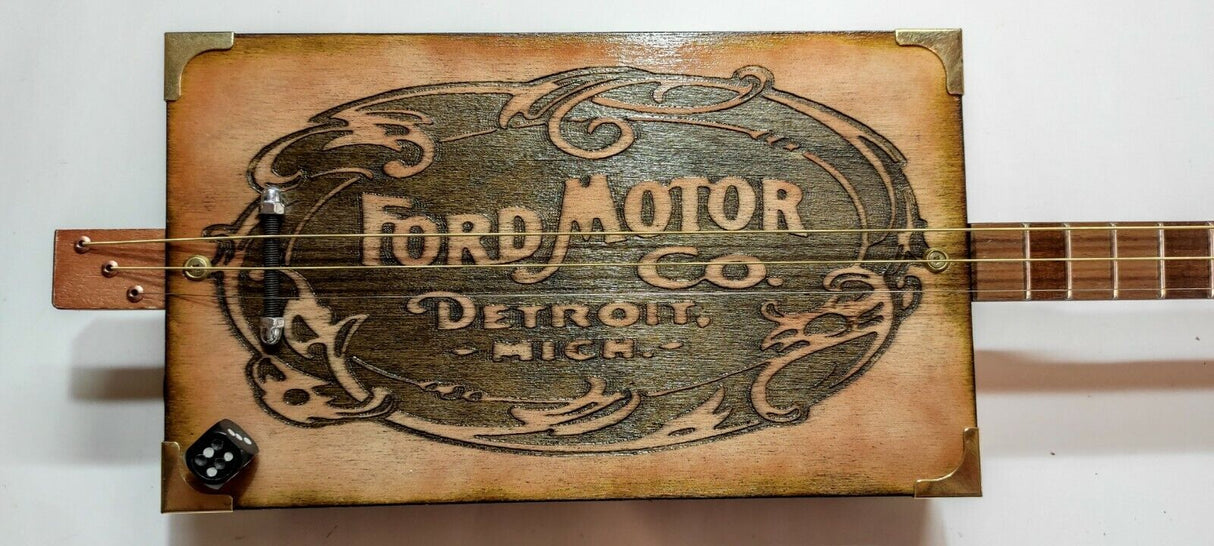 FORD MOTOR
CO.
DETROIT,
- MICH. -